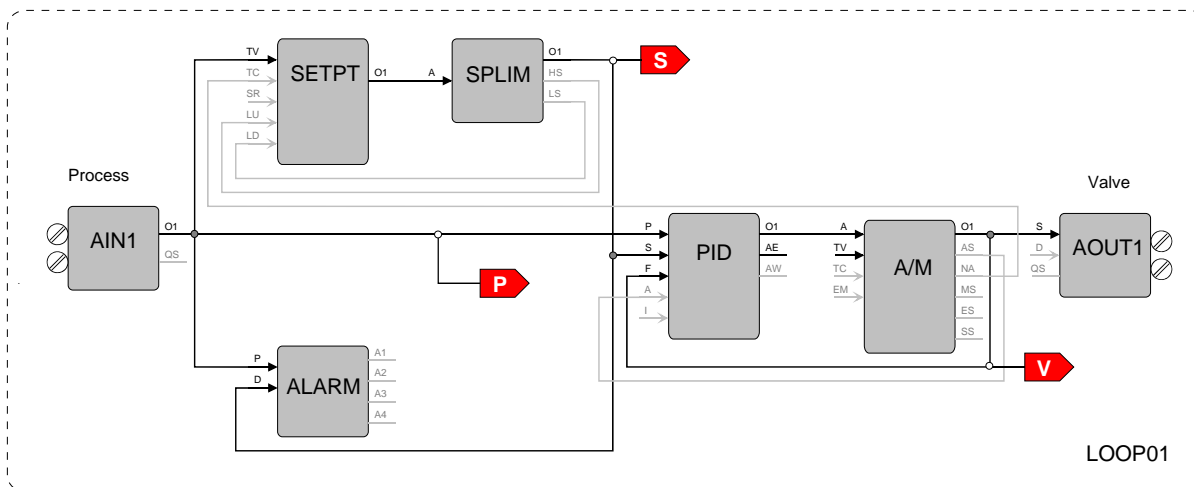 TV
TC
SR
LU
LD
SETPT
O1
A
SPLIM
O1
HS
LS
S
Process
AIN1
O1
QS
P
P
S
F
A
I
PID
O1
AE
AW
A
TV
TC
EM
A/M
O1
AS
NA
MS
ES
SS
Valve
S
D
QS
AOUT1
V
P
D
ALARM
A1
A2
A3
A4
LOOP01